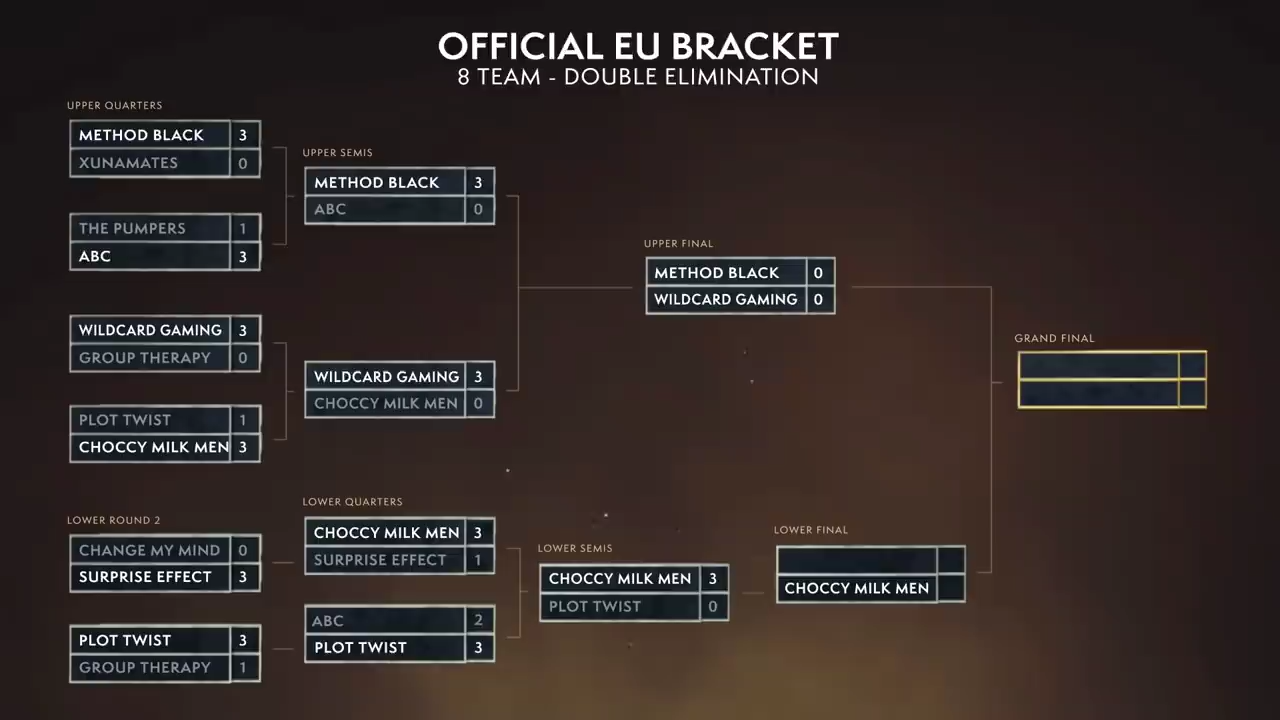 OFFICIAL EU BRACKET
8 TEAM - DOUBLE ELIMINATION
UPPER QUARTERS
METHOD BLACK 3
XUNAMATES 0
THE PUMPERS 1
ABC 3
WILDCARD GAMING 3
GROUP THERAPY 0
PLOT TWIST 1
CHOCCY MILK MEN 3
UPPER SEMIS
METHOD BLACK 3
ABC 0
WILDCARD GAMING 3
CHOCCY MILK MEN 0
UPPER FINAL
METHOD BLACK 0
WILDCARD GAMING 0
GRAND FINAL
LOWER ROUND 2
CHANGE MY MIND 0
SURPRISE EFFECT 3
PLOT TWIST 3
GROUP THERAPY 1
LOWER QUARTERS
CHOCCY MILK MEN 3
SURPRISE EFFECT 1
ABC 2
PLOT TWIST 3
LOWER SEMIS
CHOCCY MILK MEN 3
PLOT TWIST 0
LOWER FINAL
CHOCCY MILK MEN